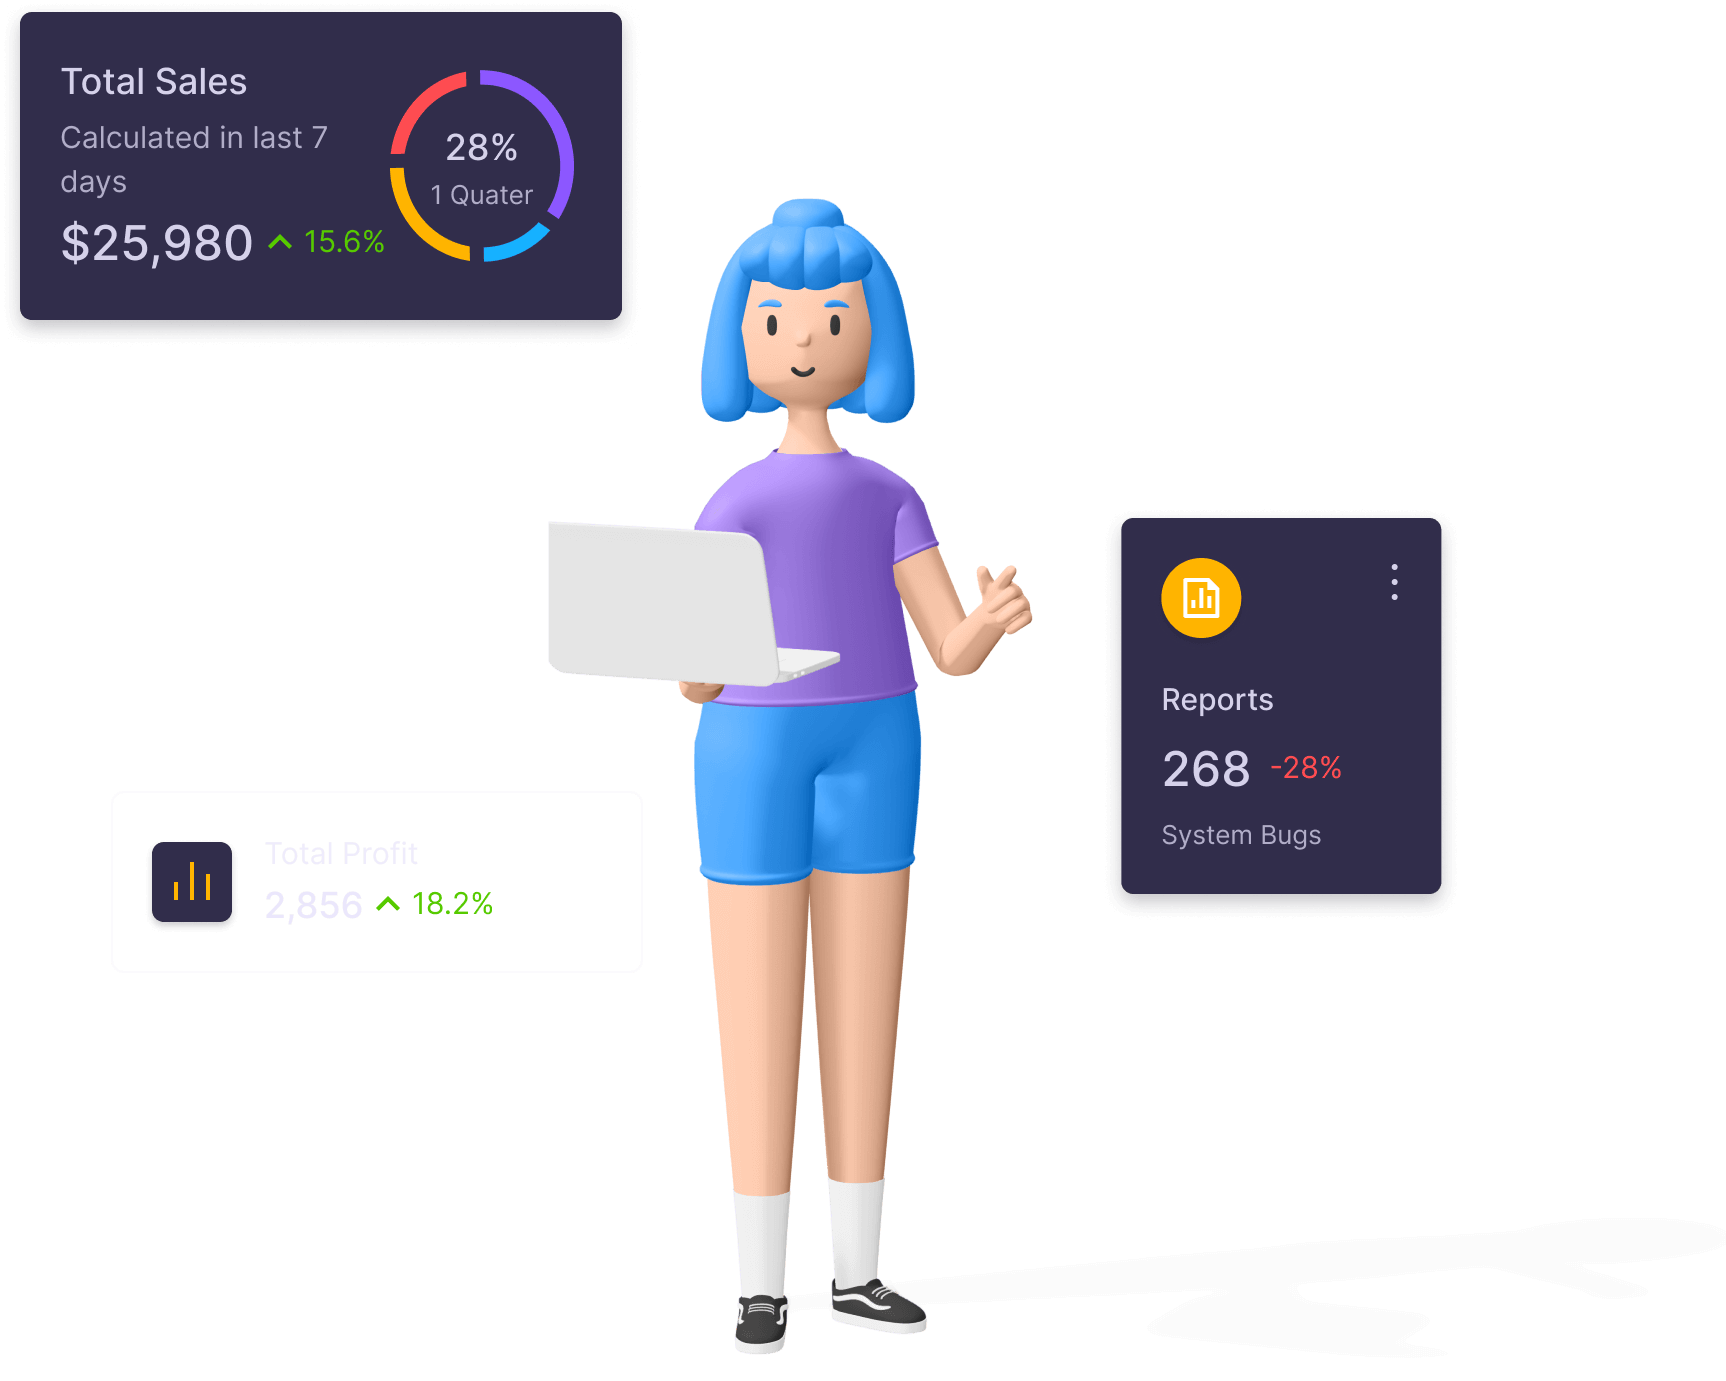 Total Sales
Calculated in last 7
days
$25,980 15.6%
28%
1 Quater
Reports
268 -28%
System Bugs
Total Profit
2,856 18.2%